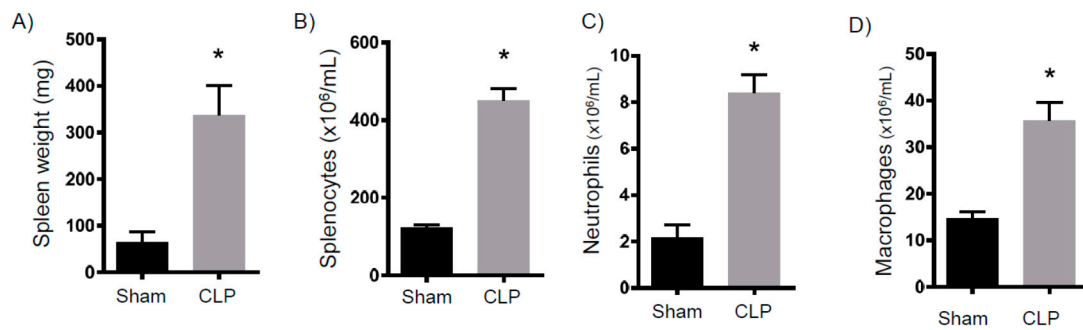 A)
Spleen weight (mg)
500
400
300
200
100
0
*
Sham CLP
B)
Splenocytes (x10⁶/mL)
600
400
200
0
*
Sham CLP
C)
Neutrophils (x10⁶/mL)
10
8
6
4
2
0
*
Sham CLP
D)
Macrophages (x10⁶/mL)
50
40
30
20
10
0
*
Sham CLP